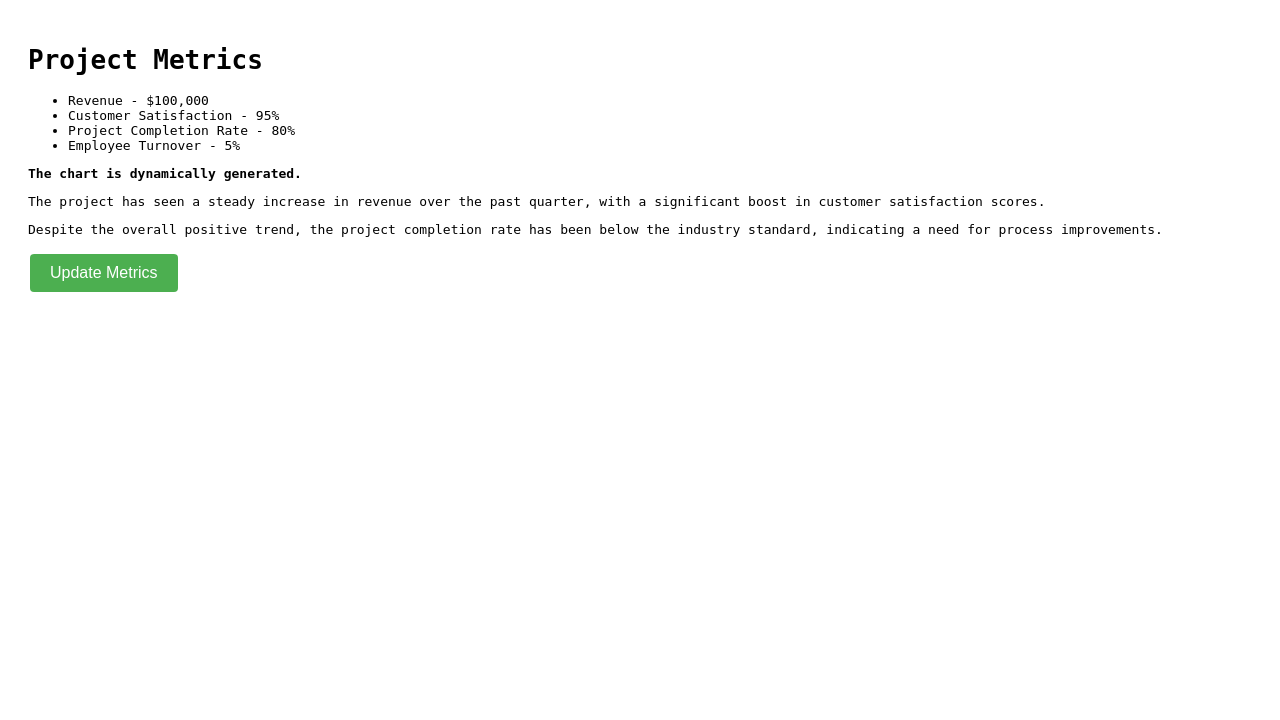 Project Metrics
• Revenue - $100,000
• Customer Satisfaction - 95%
• Project Completion Rate - 80%
• Employee Turnover - 5%
The chart is dynamically generated.
The project has seen a steady increase in revenue over the past quarter, with a significant boost in customer satisfaction scores.
Despite the overall positive trend, the project completion rate has been below the industry standard, indicating a need for process improvements.
Update Metrics